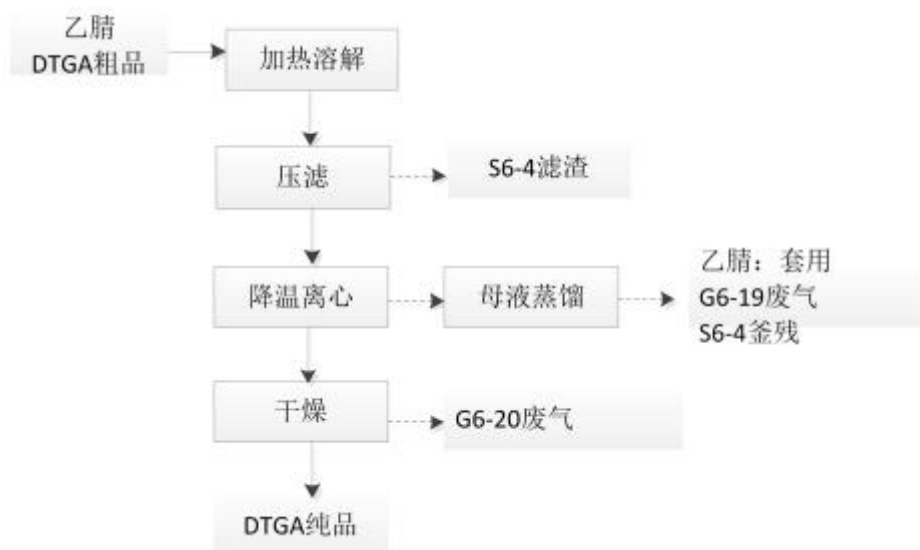 乙腈
DTGA粗品
加热溶解
压滤
S6-4滤渣
降温离心
母液蒸馏
乙腈：套用
G6-19废气
S6-4釜残
干燥
G6-20废气
DTGA纯品